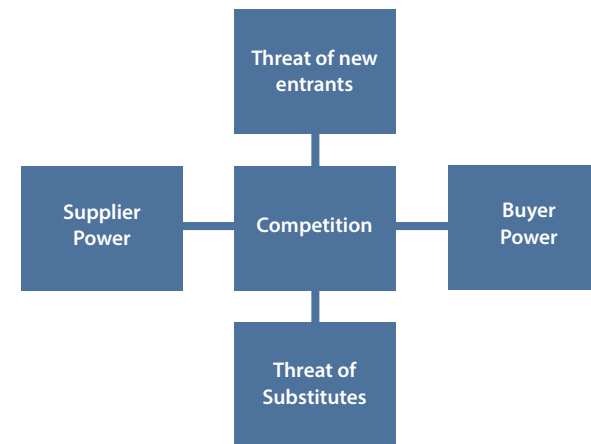 Threat of new
entrants
Supplier
Power
Competition
Buyer
Power
Threat of
Substitutes